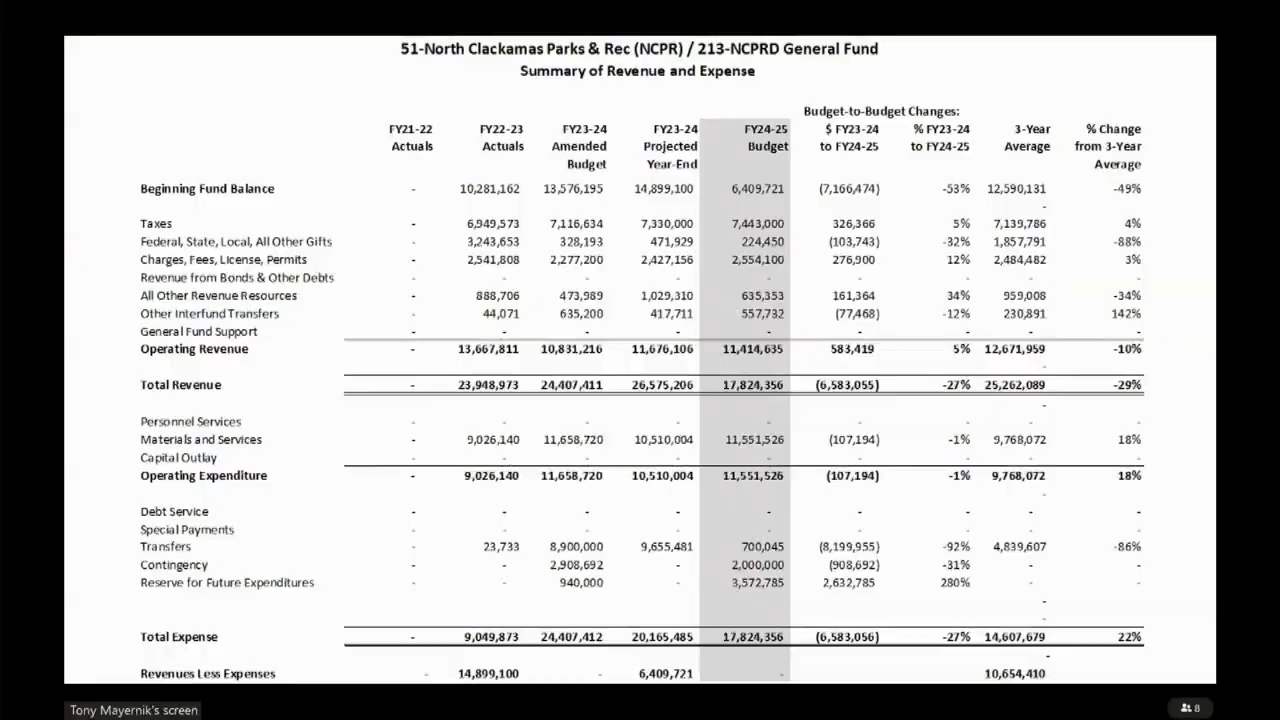 51-North Clackamas Parks & Rec (NCPR) / 213-NCPRD General Fund
Summary of Revenue and Expense
Budget-to-Budget Changes:
FY21-22 FY22-23 FY23-24 FY23-24 FY24-25 $ FY23-24 % FY23-24 3-Year % Change
Actuals Actuals Amended Projected Budget to FY24-25 to FY24-25 Average from 3-Year
Budget Year-End Average
Beginning Fund Balance - 10,281,162 13,576,195 14,899,100 6,409,721 (7,166,474) -53% 12,590,131 -49%
-
Taxes - 6,949,573 7,116,634 7,330,000 7,443,000 326,366 5% 7,139,786 4%
Federal, State, Local, All Other Gifts - 3,243,653 328,193 471,929 224,450 (103,743) -32% 1,857,791 -88%
Charges, Fees, License, Permits - 2,541,808 2,277,200 2,427,156 2,554,100 276,900 12% 2,484,482 3%
Revenue from Bonds & Other Debts - - - - - - - - -
All Other Revenue Resources - 888,706 473,989 1,029,310 635,353 161,364 34% 959,008 -34%
Other Interfund Transfers - 44,071 635,200 417,711 557,732 (77,468) -12% 230,891 142%
General Fund Support - - - - - - - - -
Operating Revenue - 13,667,811 10,831,216 11,676,106 11,414,635 583,419 5% 12,671,959 -10%
-
Total Revenue - 23,948,973 24,407,411 26,575,206 17,824,356 (6,583,055) -27% 25,262,089 -29%
-
Personnel Services - - - - - - - - -
Materials and Services - 9,026,140 11,658,720 10,510,004 11,551,526 (107,194) -1% 9,768,072 18%
Capital Outlay - - - - - - - - -
Operating Expenditure - 9,026,140 11,658,720 10,510,004 11,551,526 (107,194) -1% 9,768,072 18%
-
Debt Service - - - - - - - - -
Special Payments - - - - - - - - -
Transfers - 23,733 8,900,000 9,655,481 700,045 (8,199,955) -92% 4,839,607 -86%
Contingency - - 2,908,692 - 2,000,000 (908,692) -31% - -
Reserve for Future Expenditures - - 940,000 - 3,572,785 2,632,785 280% - -
-
-
Total Expense - 9,049,873 24,407,412 20,165,485 17,824,356 (6,583,056) -27% 14,607,679 22%
-
Revenues Less Expenses - 14,899,100 - 6,409,721 - 10,654,410
Tony Mayernik's screen
8